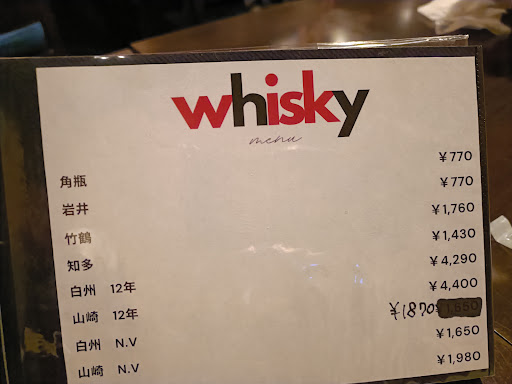 whisky
menu
¥770
角瓶 ¥770
岩井 ¥1,760
竹鶴 ¥1,430
知多 ¥4,290
白州 12年 ¥4,400
山崎 12年 ¥1870 ¥1,650
白州 N.V ¥1,650
山崎 N.V ¥1,980